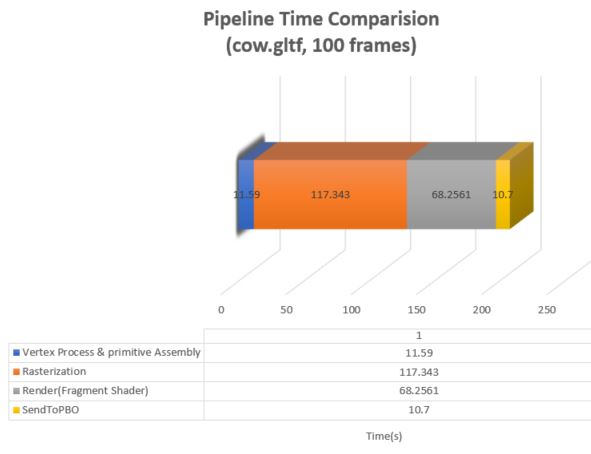 Pipeline Time Comparision
(cow.gltf, 100 frames)
11.59 117.343 68.2561 10.7
0 50 100 150 200 250
1
Vertex Process & primitive Assembly 11.59
Rasterization 117.343
Render(Fragment Shader) 68.2561
SendToPBO 10.7
Time(s)